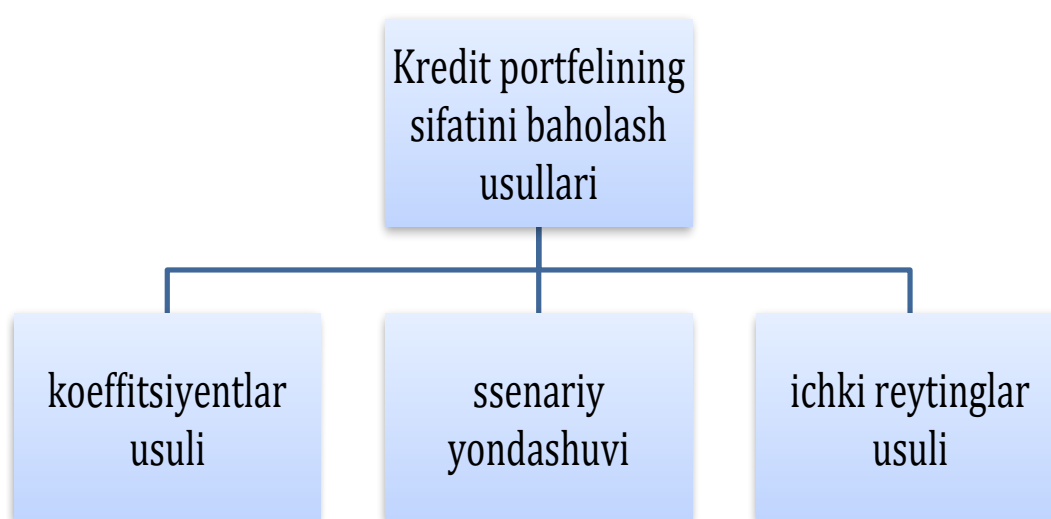 Kredit portfelining
sifatini baholash
usullari
koeffitsiyentlar
usuli
ssenariy
yondashuvi
ichki reytinglar
usuli